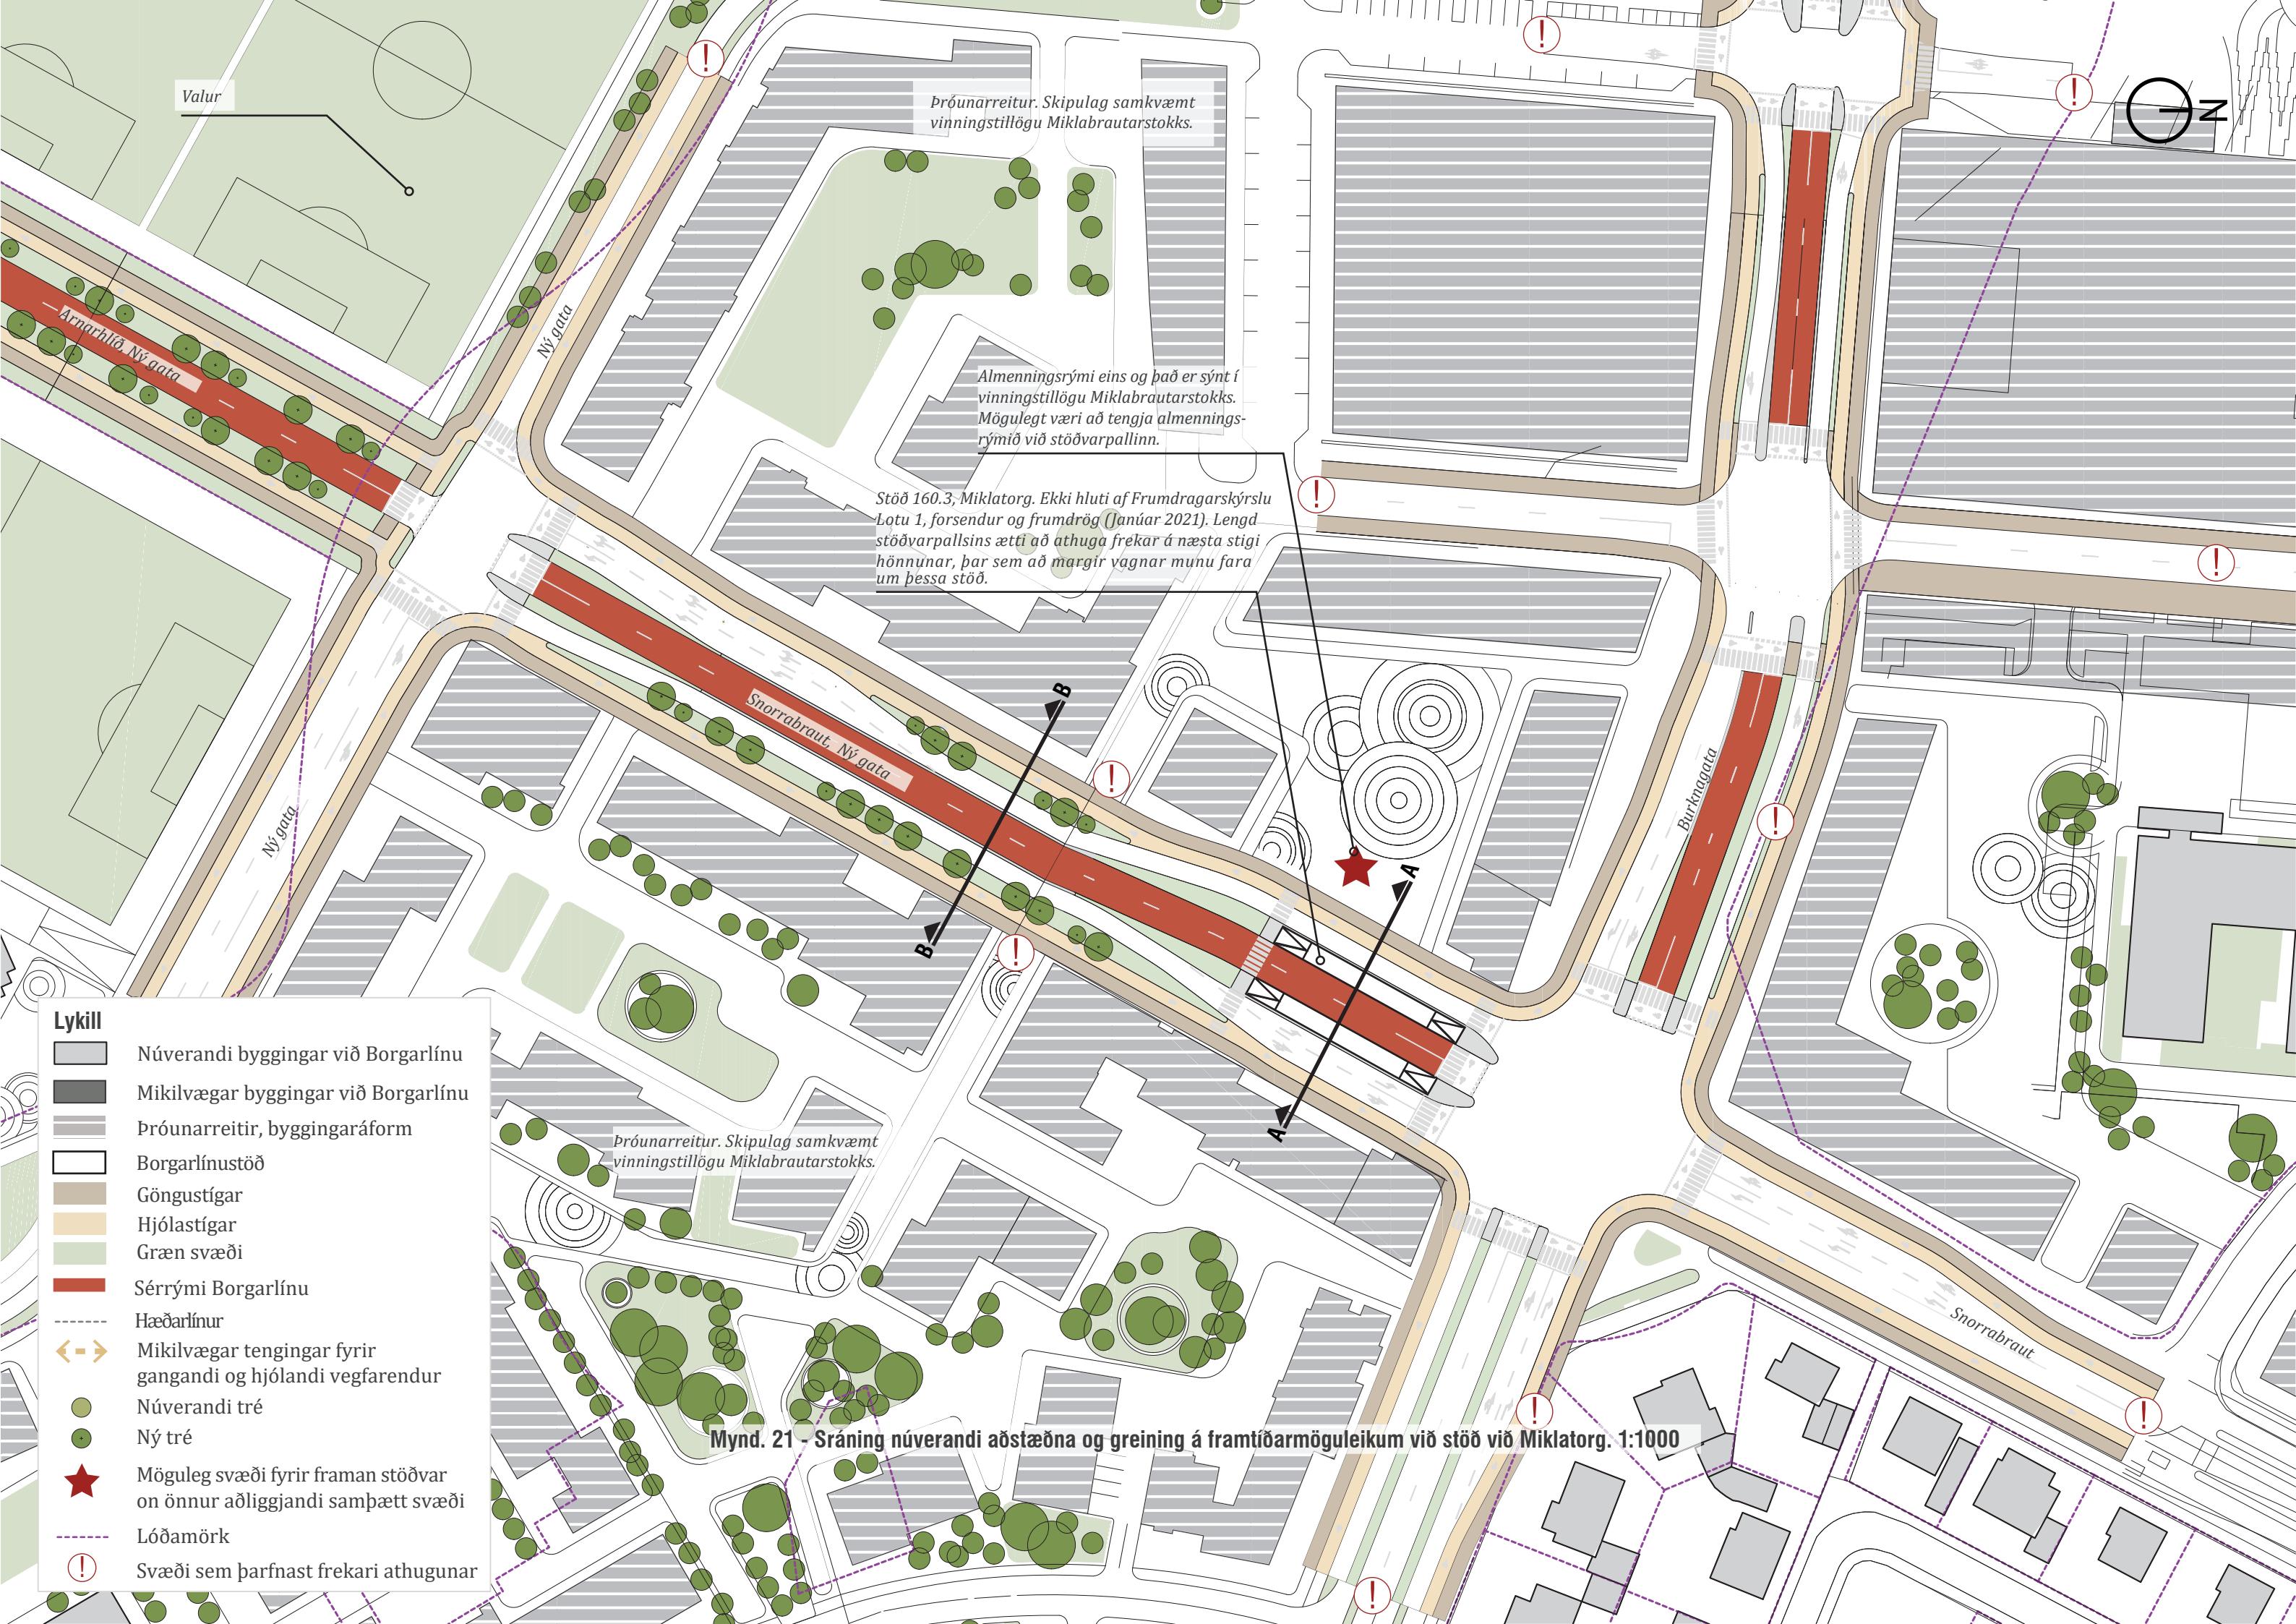 Valur
Þróunarreitur. Skipulag samkvæmt
vinningstillögu Miklabrautarstokks.
N
Arnarhlíð, Ný gata
Ný gata
Almenningsrými eins og það er sýnt í
vinningstillögu Miklabrautarstokks.
Mögulegt væri að tengja almennings-
rýmið við stöðvarpallinn.
Stöð 160.3, Miklatorg. Ekki hluti af Frumdragarskýrslu
Lotu 1, forsendur og frumdrög (Janúar 2021). Lengd
stöðvarpallsins ætti að athuga frekar á næsta stigi
hönnunar, þar sem að margir vagnar munu fara
um þessa stöð.
B
Snorrabraut, Ný gata
Burknagata
Ný gata
A
B
A
Þróunarreitur. Skipulag samkvæmt
vinningstillögu Miklabrautarstokks.
Snorrabraut
Lykill
Núverandi byggingar við Borgarlínu
Mikilvægar byggingar við Borgarlínu
Þróunarreitir, byggingaráform
Borgarlínustöð
Göngustígar
Hjólastígar
Græn svæði
Sérrými Borgarlínu
Hæðarlínur
Mikilvægar tengingar fyrir
gangandi og hjólandi vegfarendur
Núverandi tré
Ný tré
Möguleg svæði fyrir framan stöðvar
on önnur aðliggjandi samþætt svæði
Lóðamörk
Svæði sem þarfnast frekari athugunar
Mynd. 21 - Sráning núverandi aðstæðna og greining á framtíðarmöguleikum við stöð við Miklatorg. 1:1000